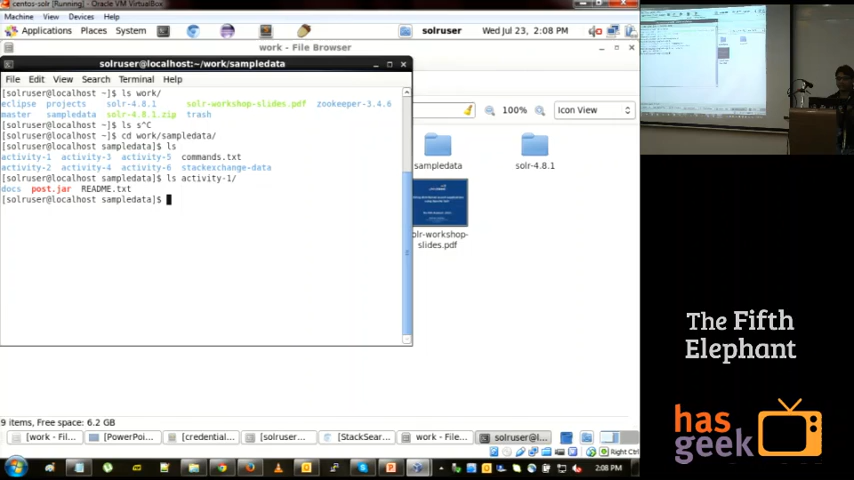 centos-solr [Running] - Oracle VM VirtualBox
Machine View Devices Help
Applications Places System solruser Wed Jul 23, 2:08 PM
work - File Browser
solruser@localhost:~/work/sampledata
File Edit View Search Terminal Help
[solruser@localhost ~]$ ls work/
eclipse projects solr-4.8.1 solr-workshop-slides.pdf zookeeper-3.4.6
master sampledata solr-4.8.1.zip trash
[solruser@localhost ~]$ ls s^C
[solruser@localhost ~]$ cd work/sampledata/
[solruser@localhost sampledata]$ ls
activity-1 activity-3 activity-5 commands.txt
activity-2 activity-4 activity-6 stackexchange-data
[solruser@localhost sampledata]$ ls activity-1/
docs post.jar README.txt
[solruser@localhost sampledata]$
100% Icon View
sampledata solr-4.8.1
olr-workshop-
slides.pdf
9 items, Free space: 6.2 GB
[work - Fil... [PowerPoi... [credential... [solruser... [StackSear... work - File... solruser@l...
Right Ctrl
2:08 PM
The Fifth
Elephant
has
geek